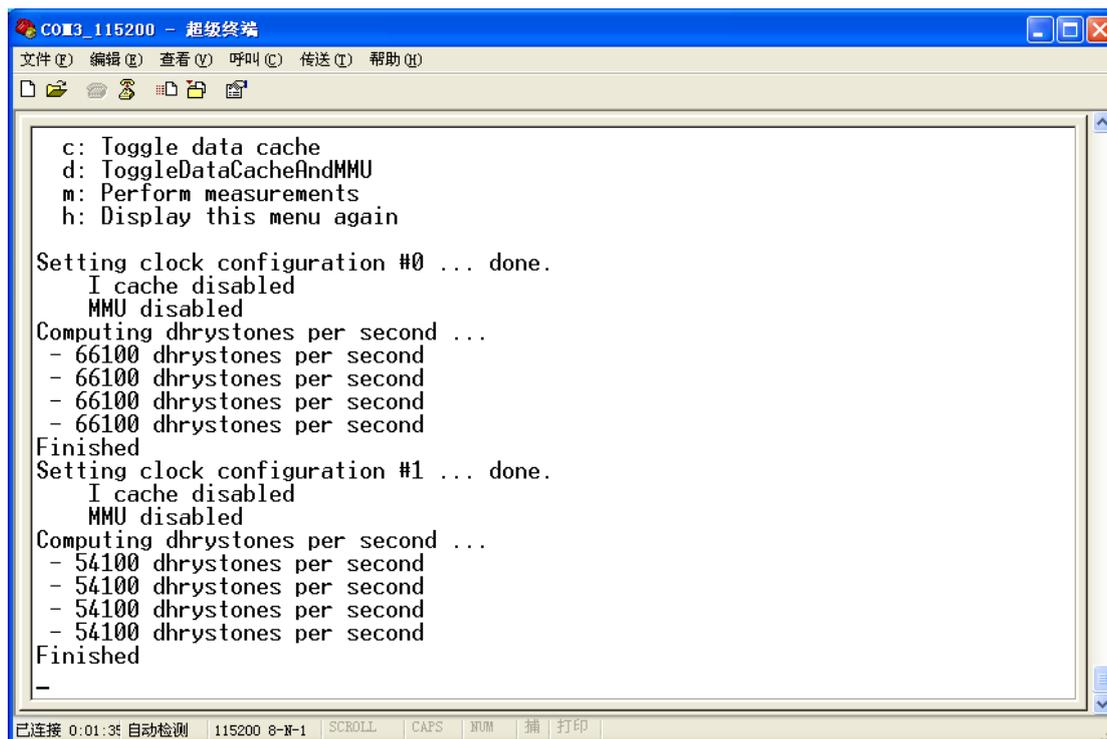 COM3_115200 - 超级终端
文件(F) 编辑(E) 查看(V) 呼叫(C) 传送(T) 帮助(H)
c: Toggle data cache
d: ToggleDataCacheAndMMU
m: Perform measurements
h: Display this menu again
Setting clock configuration #0 ... done.
I cache disabled
MMU disabled
Computing dhrystones per second ...
- 66100 dhrystones per second
- 66100 dhrystones per second
- 66100 dhrystones per second
- 66100 dhrystones per second
Finished
Setting clock configuration #1 ... done.
I cache disabled
MMU disabled
Computing dhrystones per second ...
- 54100 dhrystones per second
- 54100 dhrystones per second
- 54100 dhrystones per second
- 54100 dhrystones per second
Finished
已连接 0:01:35 自动检测 115200 8-N-1 SCROLL CAPS NUM 捕 打印